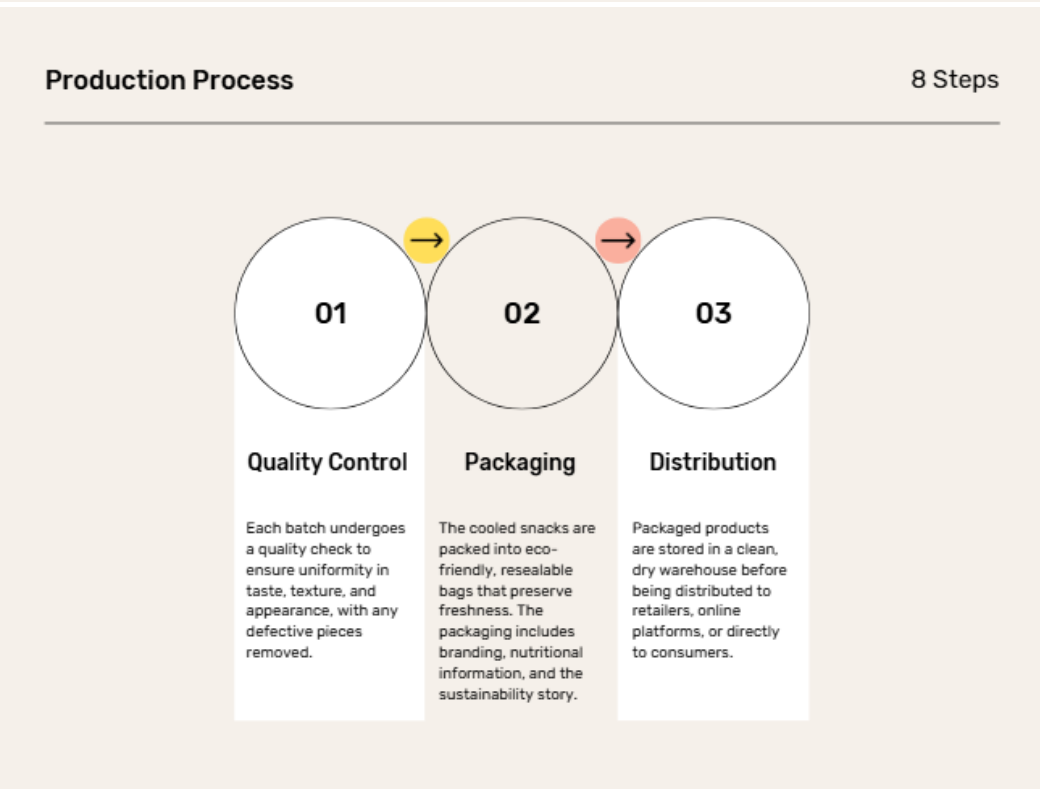 Production Process
8 Steps
01
02
03
Quality Control
Each batch undergoes
a quality check to
ensure uniformity in
taste, texture, and
appearance, with any
defective pieces
removed.
Packaging
The cooled snacks are
packed into eco-
friendly, resealable
bags that preserve
freshness. The
packaging includes
branding, nutritional
information, and the
sustainability story.
Distribution
Packaged products
are stored in a clean,
dry warehouse before
being distributed to
retailers, online
platforms, or directly
to consumers.